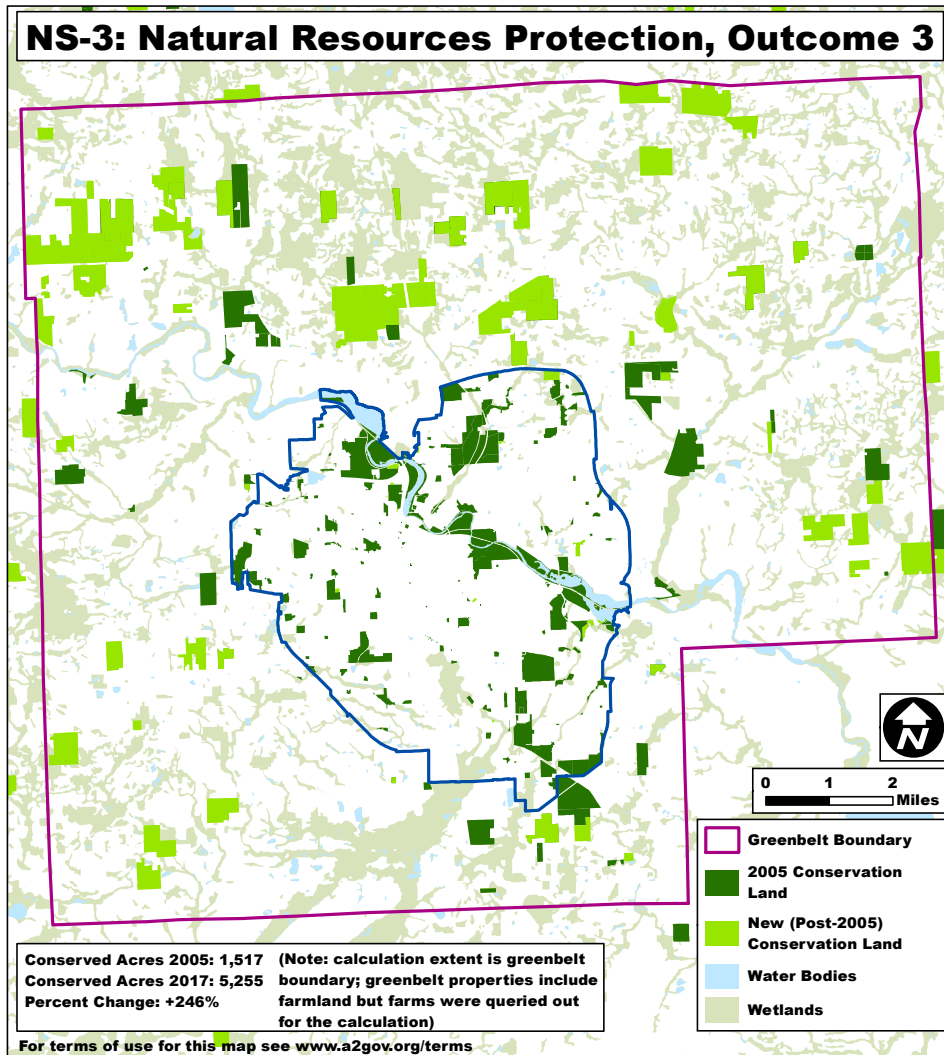 NS-3: Natural Resources Protection, Outcome 3
N
0 1 2
Miles
Greenbelt Boundary
2005 Conservation
Land
New (Post-2005)
Conservation Land
Water Bodies
Wetlands
Conserved Acres 2005: 1,517
Conserved Acres 2017: 5,255
Percent Change: +246%
(Note: calculation extent is greenbelt
boundary; greenbelt properties include
farmland but farms were queried out
for the calculation)
For terms of use for this map see www.a2gov.org/terms